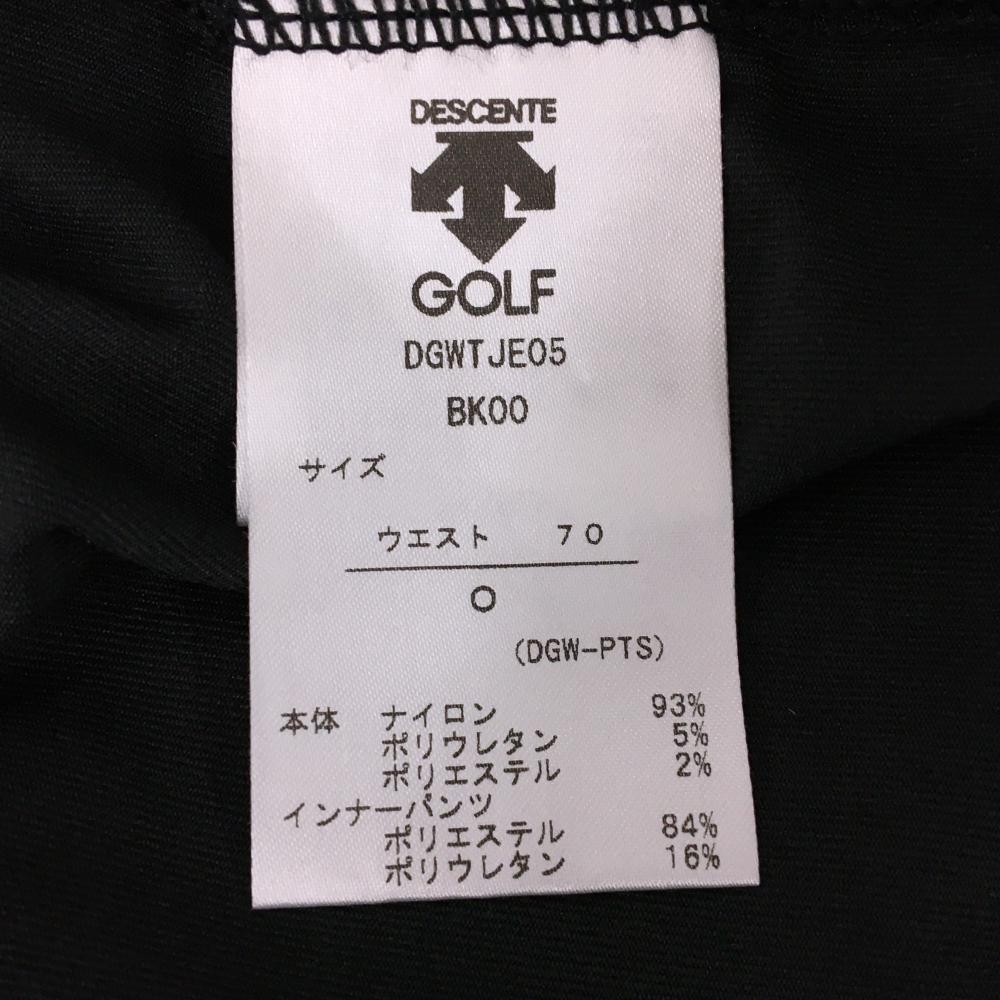 DESCENTE
GOLF
DGWTJE05
BK00
サイズ
ウエスト 70
O
(DGW-PTS)
本体 ナイロン 93%
ポリウレタン 5%
ポリエステル 2%
インナーパンツ
ポリエステル 84%
ポリウレタン 16%